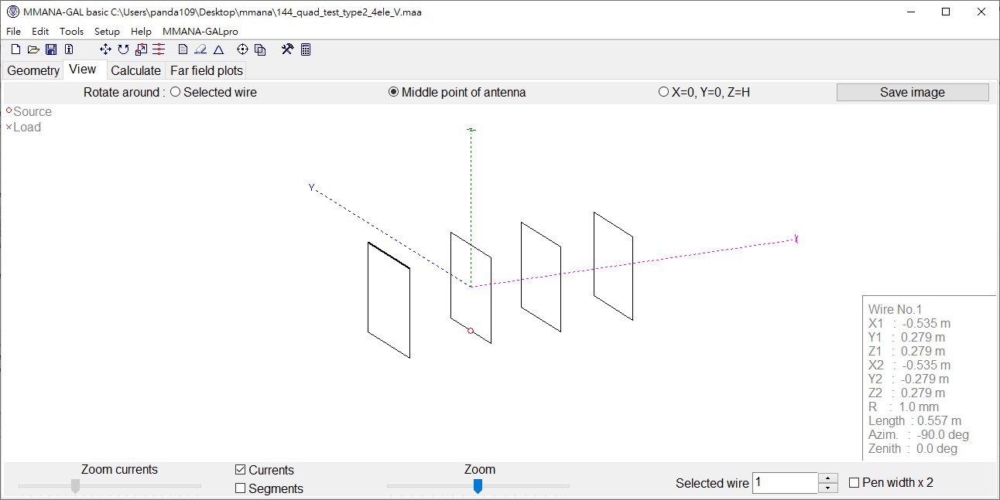 MMANA-GAL basic C:\Users\panda109\Desktop\mmana\144_quad_test_type2_4ele_V.maa
File Edit Tools Setup Help MMANA-GALpro
Geometry View Calculate Far field plots
Rotate around : Selected wire Middle point of antenna X=0, Y=0, Z=H Save image
Source
Load
Z
Y
X
Wire No.1
X1 : -0.535 m
Y1 : 0.279 m
Z1 : 0.279 m
X2 : -0.535 m
Y2 : -0.279 m
Z2 : 0.279 m
R : 1.0 mm
Length : 0.557 m
Azim. : -90.0 deg
Zenith : 0.0 deg
Zoom currents Currents Zoom
Segments Selected wire 1 Pen width x 2